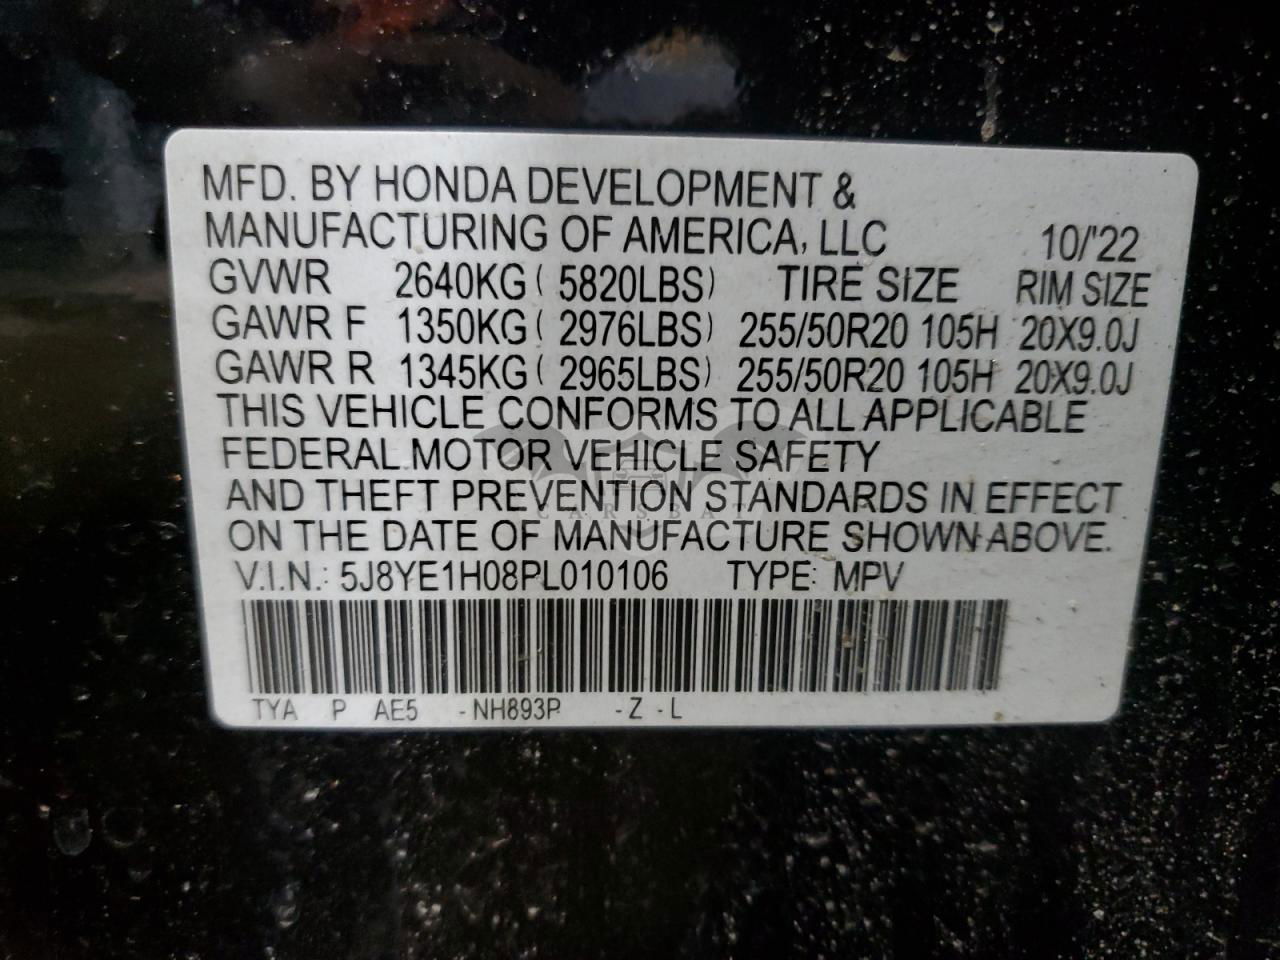 MFD. BY HONDA DEVELOPMENT &
MANUFACTURING OF AMERICA, LLC 10/'22
GVWR 2640KG ( 5820LBS) TIRE SIZE RIM SIZE
GAWR F 1350KG ( 2976LBS) 255/50R20 105H 20X9.0J
GAWR R 1345KG ( 2965LBS) 255/50R20 105H 20X9.0J
THIS VEHICLE CONFORMS TO ALL APPLICABLE
FEDERAL MOTOR VEHICLE SAFETY
AND THEFT PREVENTION STANDARDS IN EFFECT
CARSBAT
ON THE DATE OF MANUFACTURE SHOWN ABOVE.
V.I.N.: 5J8YE1H08PL010106 TYPE: MPV
TYA P AE5 -NH893P -Z -L